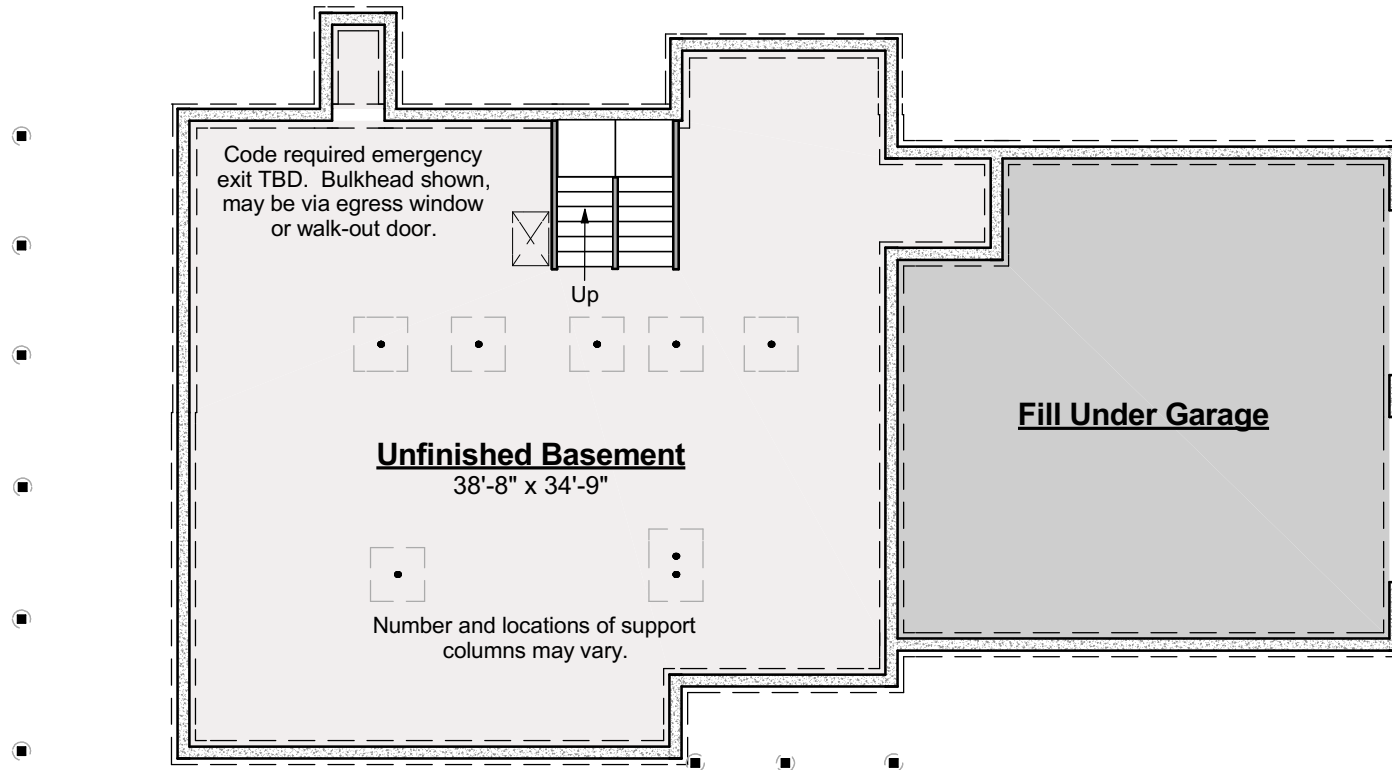 Code required emergency
exit TBD.  Bulkhead shown,
may be via egress window
or walk-out door.
Up
Unfinished Basement
38'-8" x 34'-9"
Fill Under Garage
Number and locations of support
columns may vary.